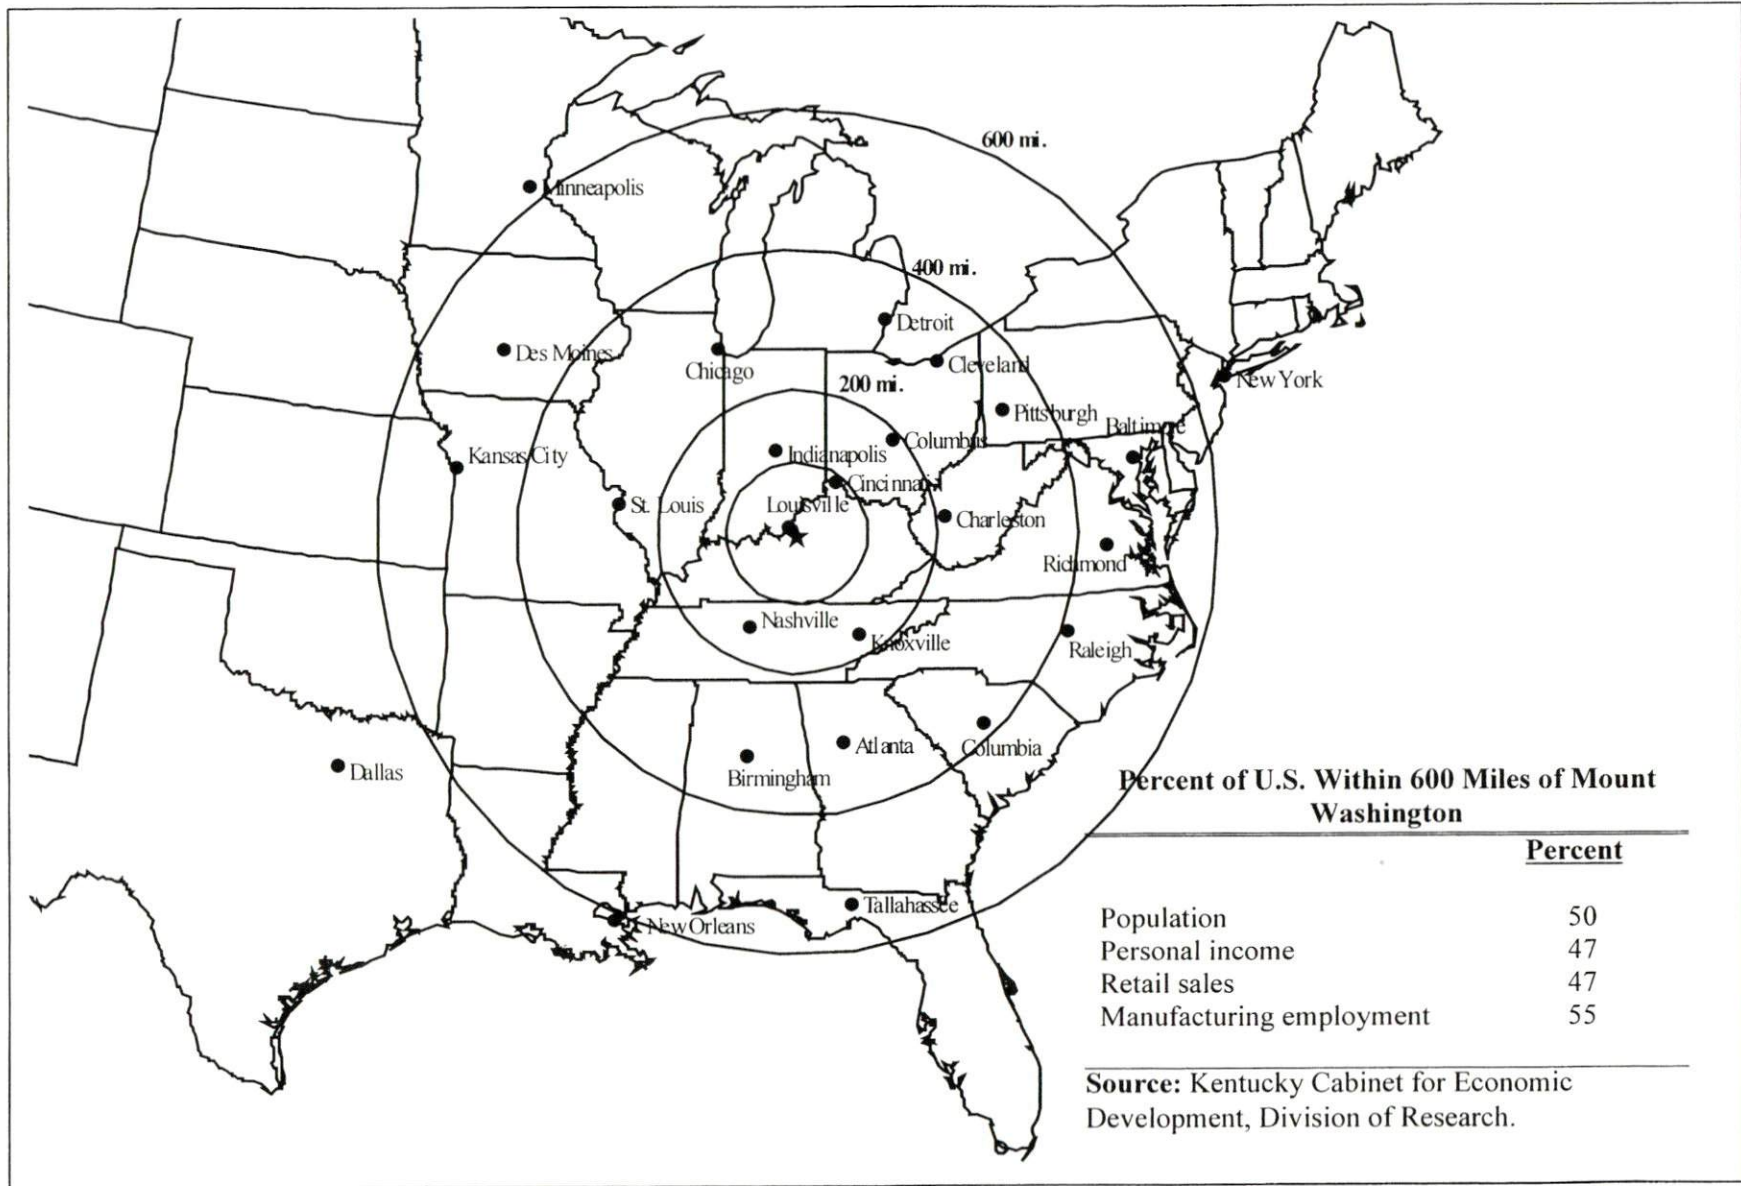 600 mi.
Minneapolis
400 mi.
Detroit
Des Moines
Chicago
Cleveland
200 mi.
New York
Pittsburgh
Baltimore
Columbus
Indianapolis
Kansas City
Cincinnati
St. Louis
Louisville
Charleston
Richmond
Nashville
Knoxville
Raleigh
Atlanta
Columbia
Birmingham
Dallas
Tallahassee
New Orleans
Percent of U.S. Within 600 Miles of Mount
Washington
Percent
Population 50
Personal income 47
Retail sales 47
Manufacturing employment 55
Source: Kentucky Cabinet for Economic
Development, Division of Research.